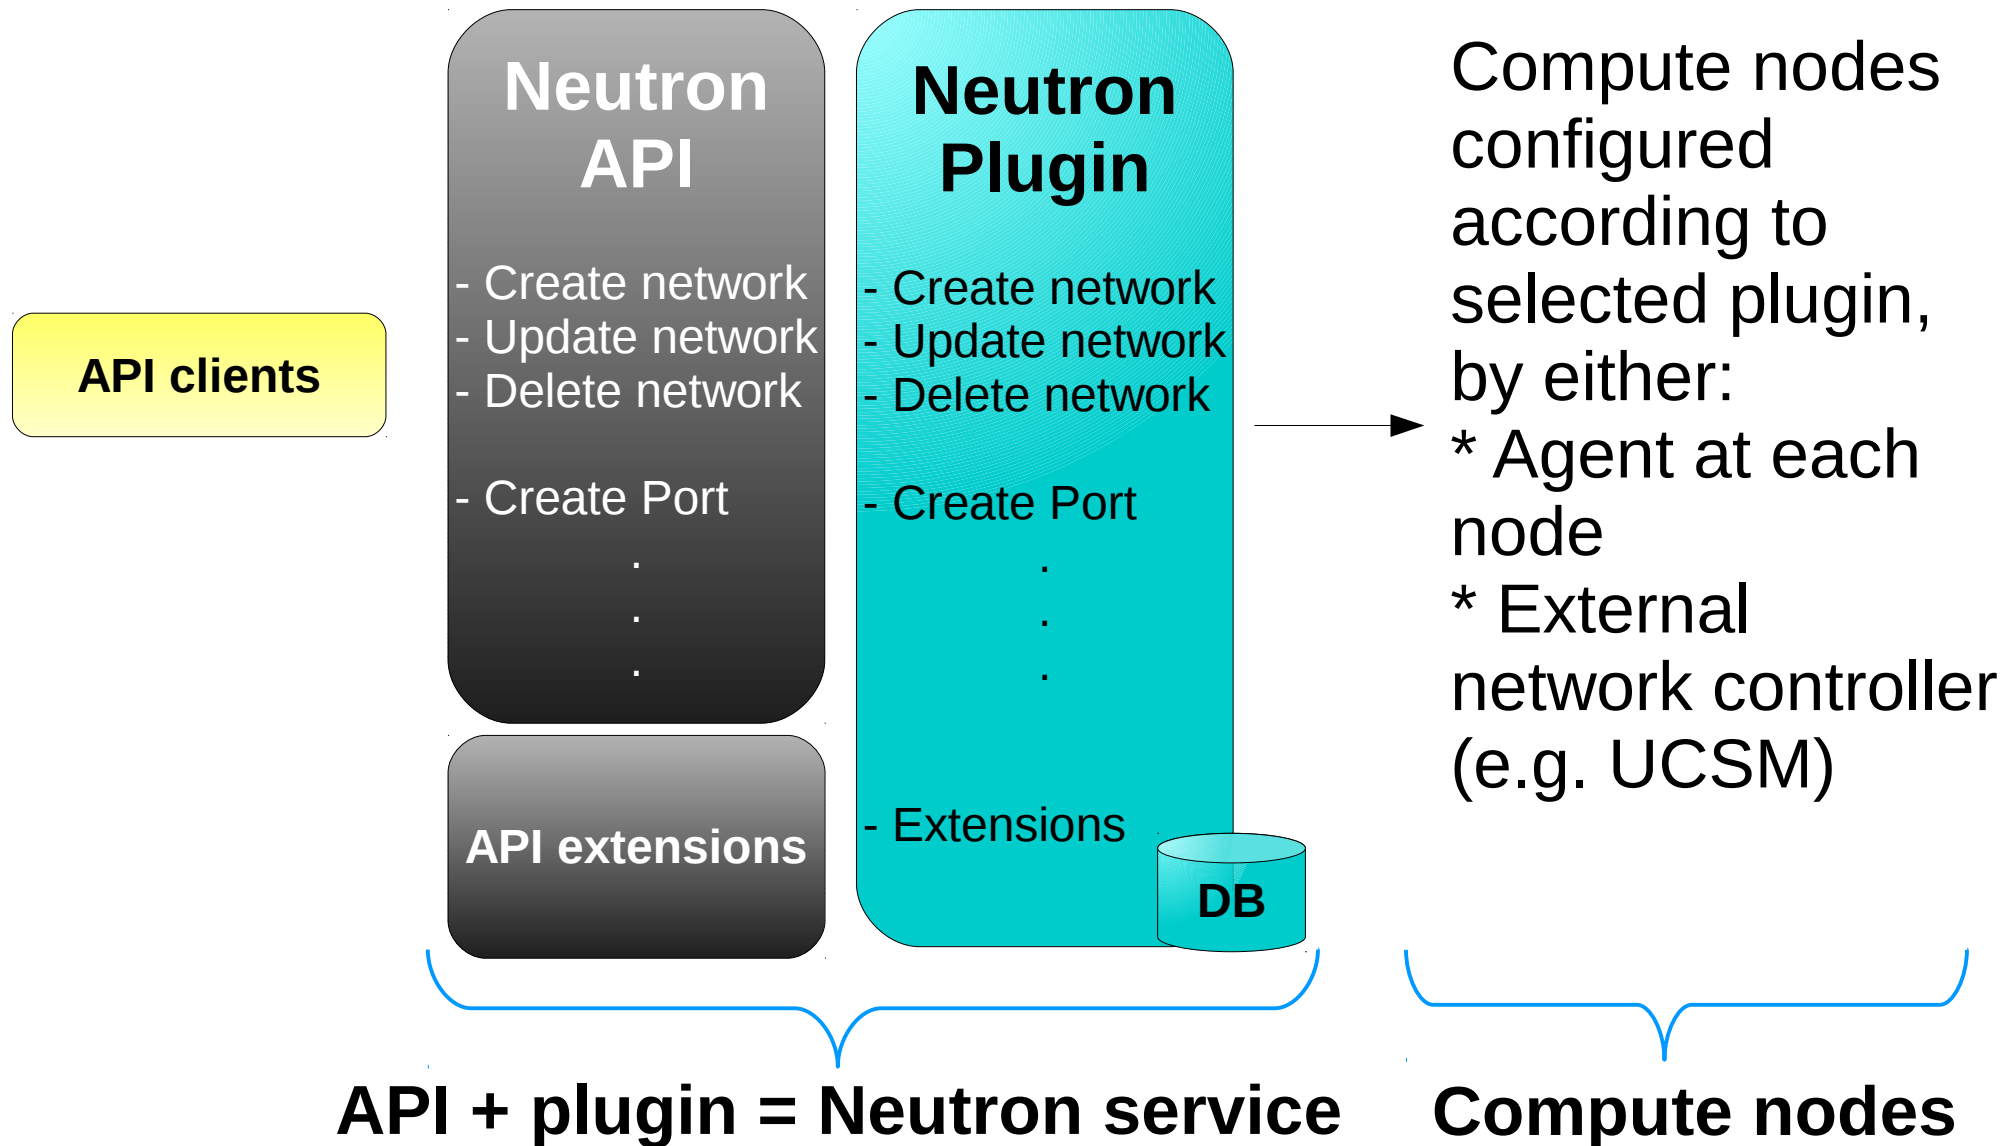 API clients
Neutron
API
- Create network
- Update network
- Delete network
- Create Port
.
.
.
API extensions
Neutron
Plugin
- Create network
- Update network
- Delete network
- Create Port
.
.
.
- Extensions
DB
Compute nodes
configured
according to
selected plugin,
by either:
* Agent at each
node
* External
network controller
(e.g. UCSM)
API + plugin = Neutron service
Compute nodes